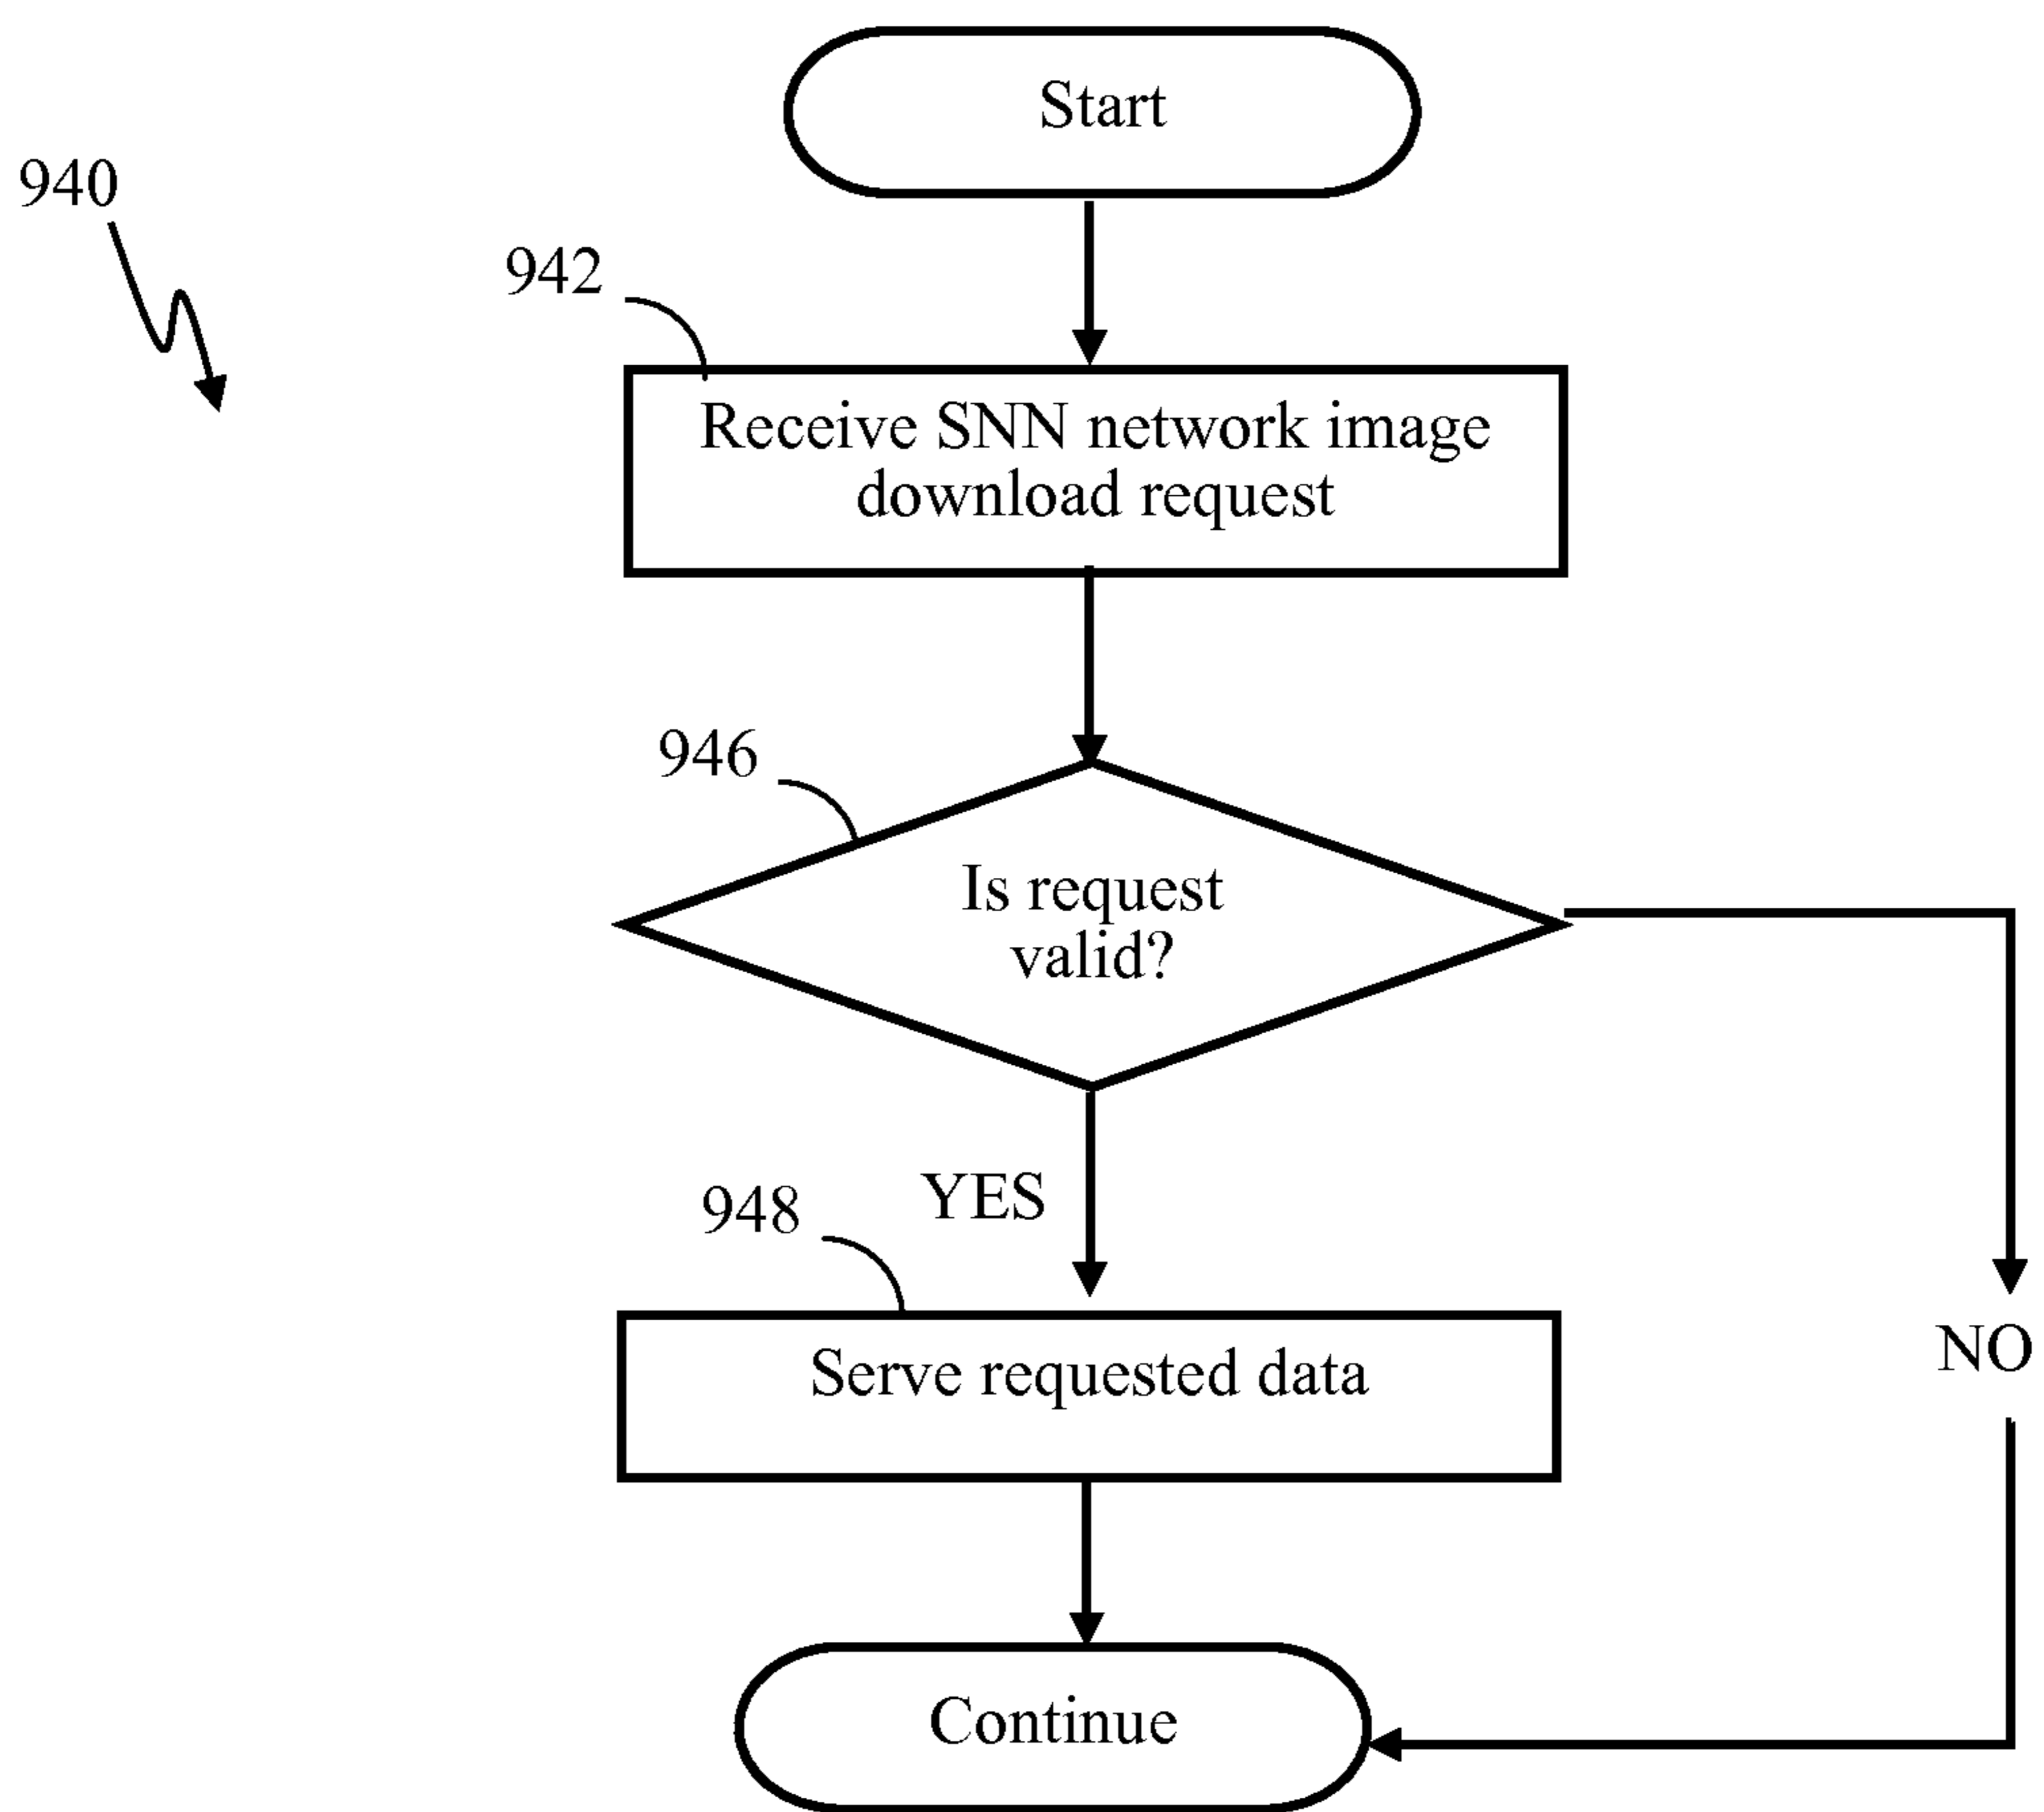 Start
940
942
Receive SNN network image
download request
946
Is request
valid?
YES
948
Serve requested data
NO
Continue